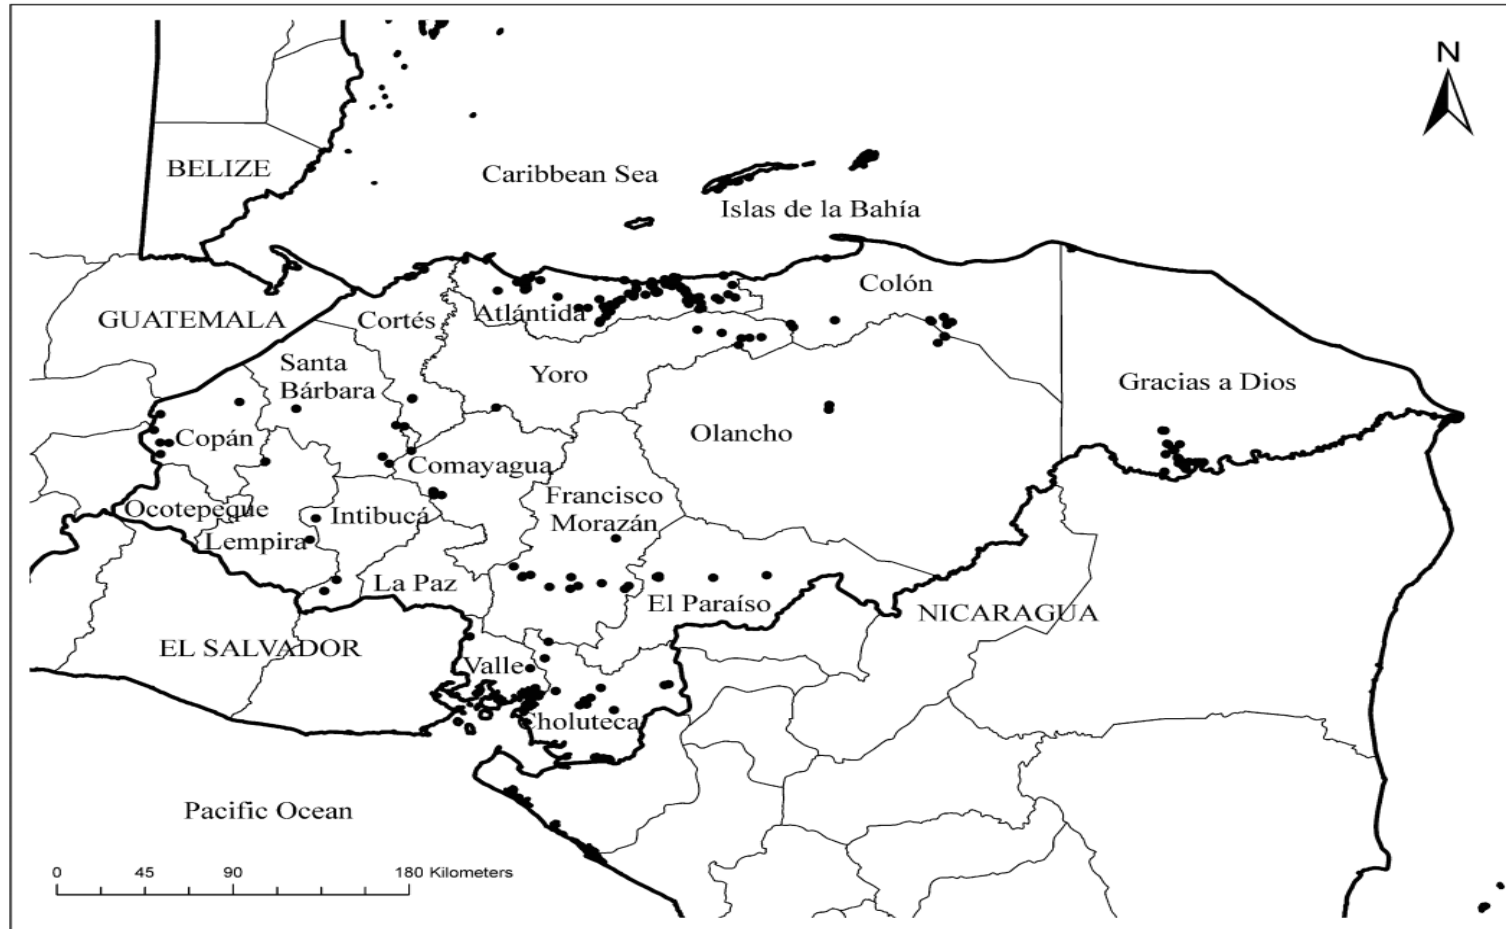 N
BELIZE
Caribbean Sea
Islas de la Bahía
Colón
GUATEMALA
Cortés
Atlántida
Santa
Bárbara
Yoro
Gracias a Dios
Copán
Olancho
Comayagua
Francisco
Morazán
Ocotepeque
Intibucá
Lempira
La Paz
El Paraíso
NICARAGUA
EL SALVADOR
Valle
Choluteca
Pacific Ocean
0 45 90 180 Kilometers